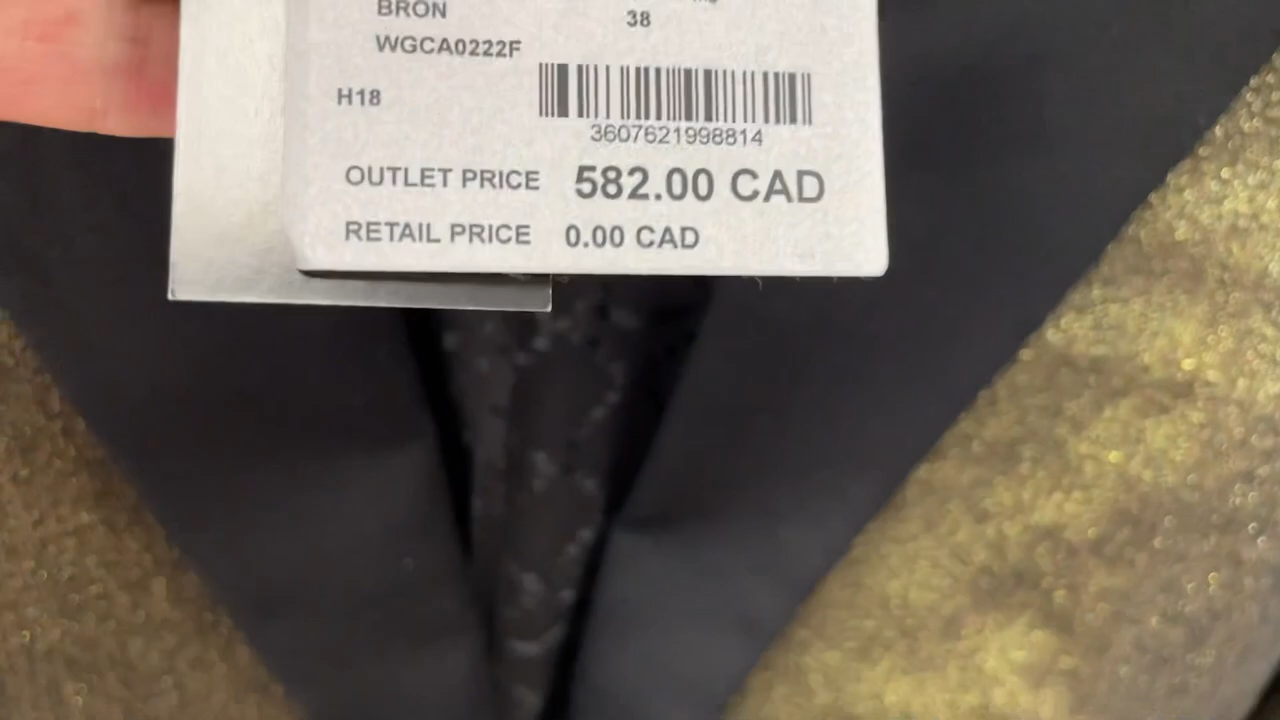 BRON
38
WGCA0222F
H18
3607621998814
OUTLET PRICE 582.00 CAD
RETAIL PRICE 0.00 CAD